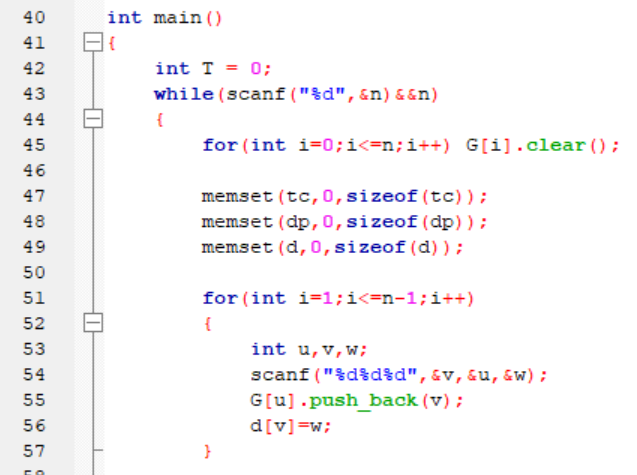 40 int main()
41 {
42 int T = 0;
43 while(scanf("%d",&n)&&n)
44 {
45 for(int i=0;i<=n;i++) G[i].clear();
46
47 memset(tc,0,sizeof(tc));
48 memset(dp,0,sizeof(dp));
49 memset(d,0,sizeof(d));
50
51 for(int i=1;i<=n-1;i++)
52 {
53 int u,v,w;
54 scanf("%d%d%d",&v,&u,&w);
55 G[u].push_back(v);
56 d[v]=w;
57 }